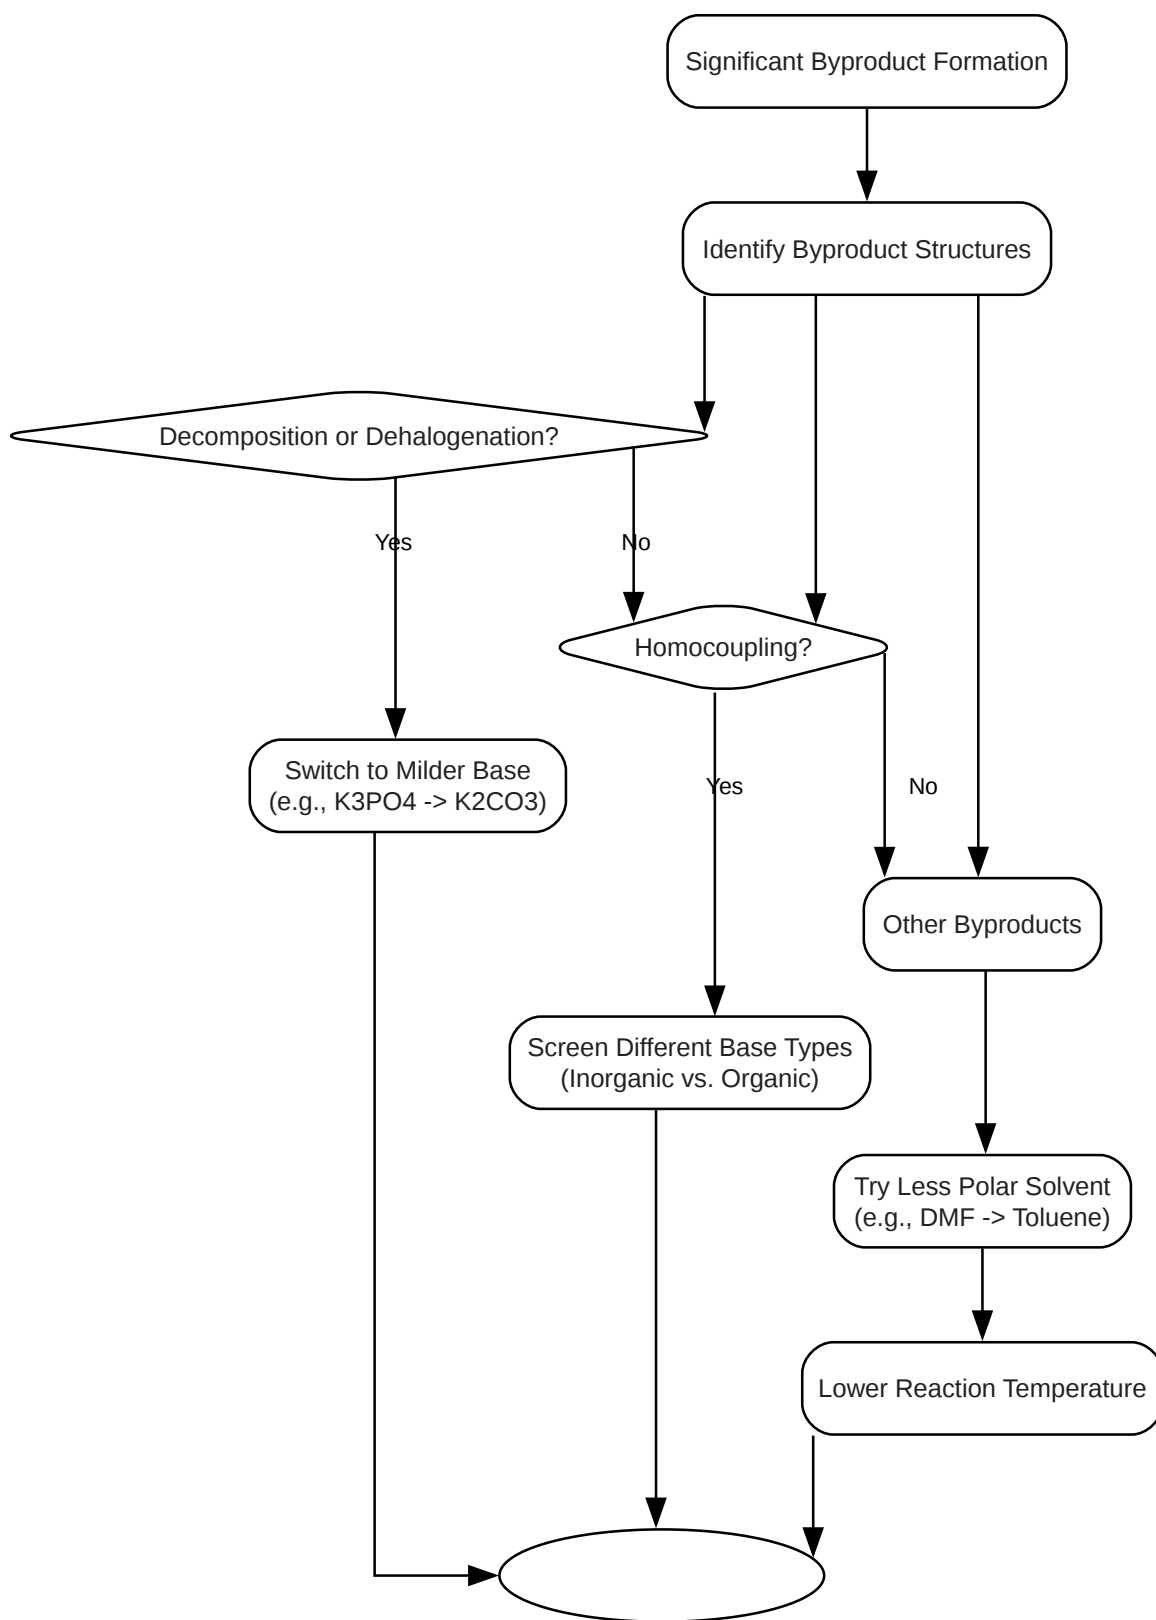 Significant Byproduct Formation
Identify Byproduct Structures
Decomposition or Dehalogenation?
Yes
No
Homocoupling?
Switch to Milder Base
(e.g., K3PO4 -> K2CO3)
Yes
No
Other Byproducts
Screen Different Base Types
(Inorganic vs. Organic)
Try Less Polar Solvent
(e.g., DMF -> Toluene)
Lower Reaction Temperature